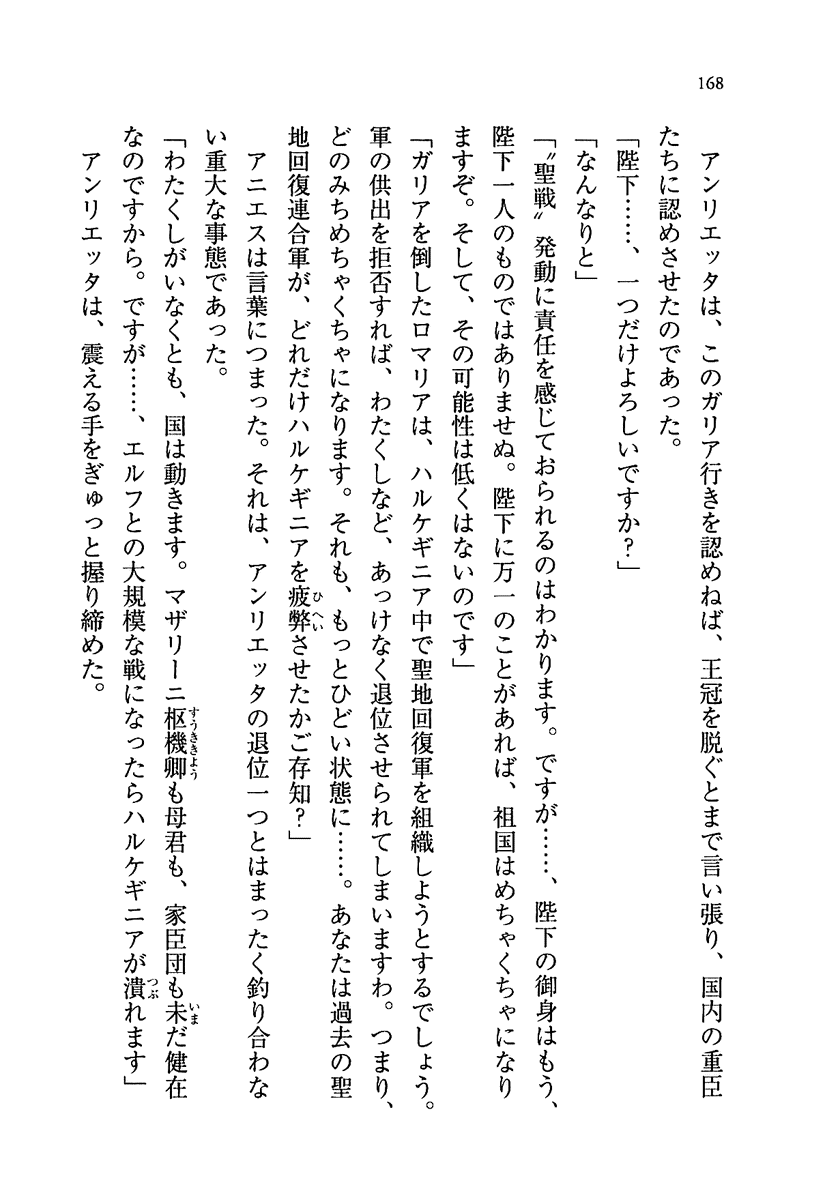 168
　アンリエッタは、このガリア行きを認めねば、王冠を脱ぐとまで言い張り、国内の重臣
たちに認めさせたのであった。
「陛下……、一つだけよろしいですか？」
「なんなりと」
「〝聖戦〟発動に責任を感じておられるのはわかります。ですが……、陛下の御身はもう、
陛下一人のものではありませぬ。陛下に万一のことがあれば、祖国はめちゃくちゃになり
ますぞ。そして、その可能性は低くはないのです」
「ガリアを倒したロマリアは、ハルケギニア中で聖地回復軍を組織しようとするでしょう。
軍の供出を拒否すれば、わたくしなど、あっけなく退位させられてしまいますわ。つまり、
どのみちめちゃくちゃになります。それも、もっとひどい状態に……。あなたは過去の聖
地回復連合軍が、どれだけハルケギニアを疲弊（ひへい）させたかご存知？」
　アニエスは言葉につまった。それは、アンリエッタの退位一つとはまったく釣り合わな
い重大な事態であった。
「わたくしがいなくとも、国は動きます。マザリーニ枢機卿（すうききょう）も母君も、家臣団も未（いま）だ健在
なのですから。ですが……、エルフとの大規模な戦になったらハルケギニアが潰（つぶ）れます」
　アンリエッタは、震える手をぎゅっと握り締めた。